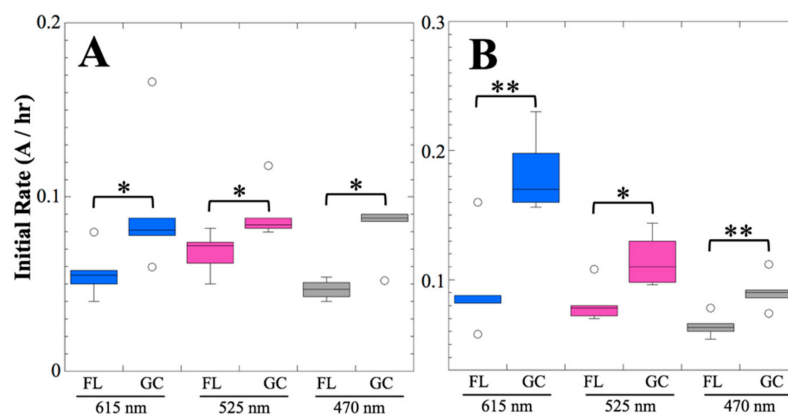 A
B
Initial Rate (A / hr)
0.2
0.1
0
0.3
0.2
0.1
*
*
*
**
*
**
FL GC FL GC FL GC
615 nm 525 nm 470 nm
FL GC FL GC FL GC
615 nm 525 nm 470 nm